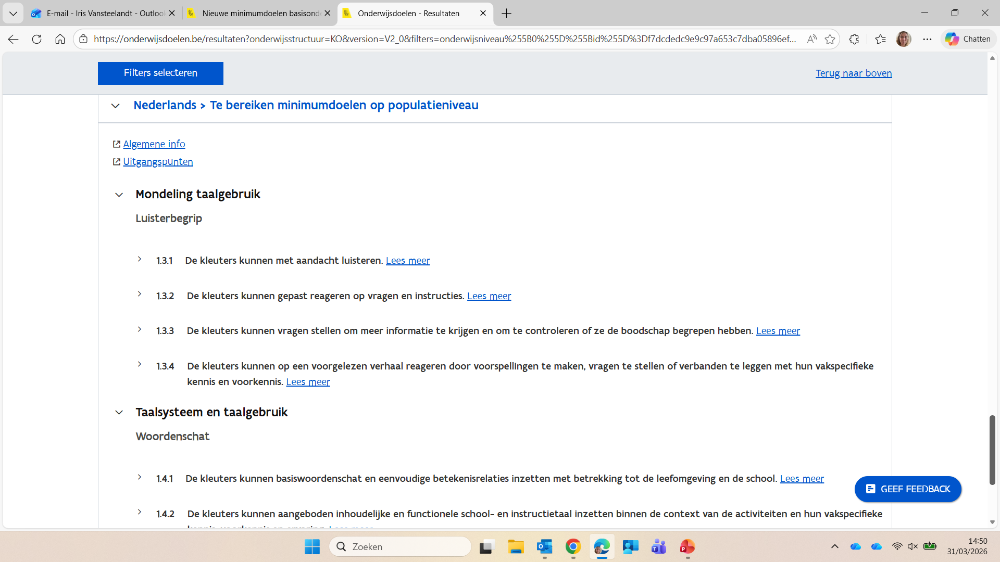 E-mail - Iris Vansteelandt - Outlook
Nieuwe minimumdoelen basisonde
Onderwijsdoelen - Resultaten
https://onderwijsdoelen.be/resultaten?onderwijsstructuur=KO&version=V2_0&filters=onderwijsniveau%255B0%255D%255Bid%255D%3Df7dcdedc9e9c97a653c7dba05896ef...
Chatten
Filters selecteren
Terug naar boven
Nederlands > Te bereiken minimumdoelen op populatieniveau
Algemene info
Uitgangspunten
Mondeling taalgebruik
Luisterbegrip
1.3.1 De kleuters kunnen met aandacht luisteren. Lees meer
1.3.2 De kleuters kunnen gepast reageren op vragen en instructies. Lees meer
1.3.3 De kleuters kunnen vragen stellen om meer informatie te krijgen en om te controleren of ze de boodschap begrepen hebben. Lees meer
1.3.4 De kleuters kunnen op een voorgelezen verhaal reageren door voorspellingen te maken, vragen te stellen of verbanden te leggen met hun vakspecifieke
kennis en voorkennis. Lees meer
Taalsysteem en taalgebruik
Woordenschat
1.4.1 De kleuters kunnen basiswoordenschat en eenvoudige betekenisrelaties inzetten met betrekking tot de leefomgeving en de school. Lees meer
GEEF FEEDBACK
1.4.2 De kleuters kunnen aangeboden inhoudelijke en functionele school- en instructietaal inzetten binnen de context van de activiteiten en hun vakspecifieke
kennis, voorkennis en ervaring. Lees meer
Zoeken
14:50
31/03/2026